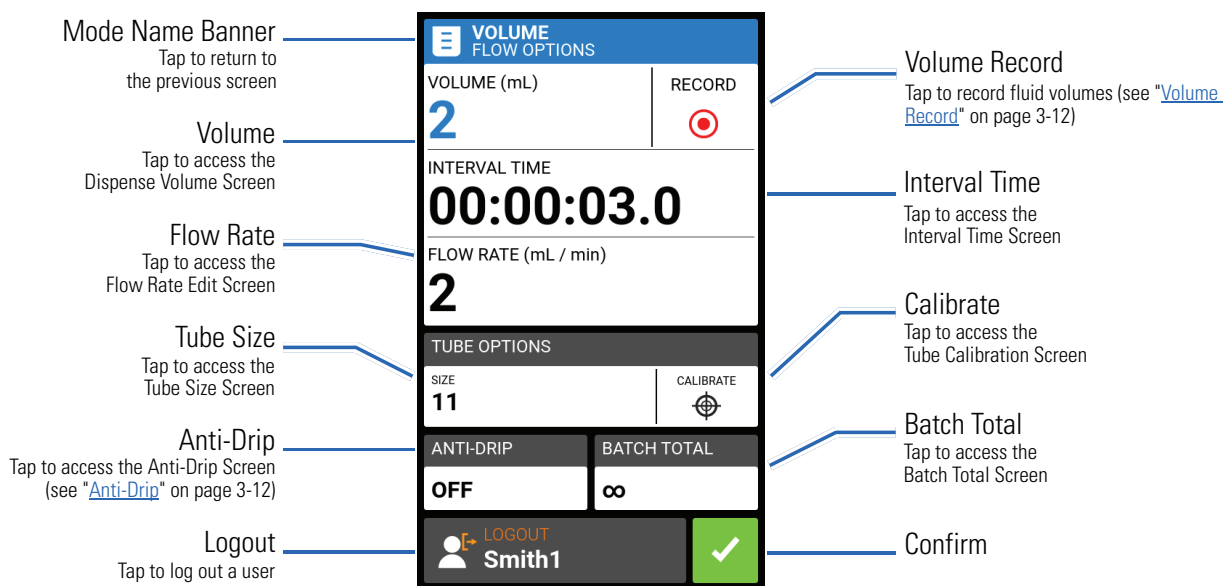 Mode Name Banner
Tap to return to
the previous screen
Volume
Tap to access the
Dispense Volume Screen
Flow Rate
Tap to access the
Flow Rate Edit Screen
Tube Size
Tap to access the
Tube Size Screen
Anti-Drip
Tap to access the Anti-Drip Screen
(see "Anti-Drip" on page 3-12)
Logout
Tap to log out a user
VOLUME
FLOW OPTIONS
VOLUME (mL)
2
RECORD
INTERVAL TIME
00:00:03.0
FLOW RATE (mL / min)
2
TUBE OPTIONS
SIZE
11
CALIBRATE
ANTI-DRIP
OFF
BATCH TOTAL
∞
LOGOUT
Smith1
Volume Record
Tap to record fluid volumes (see "Volume
Record" on page 3-12)
Interval Time
Tap to access the
Interval Time Screen
Calibrate
Tap to access the
Tube Calibration Screen
Batch Total
Tap to access the
Batch Total Screen
Confirm